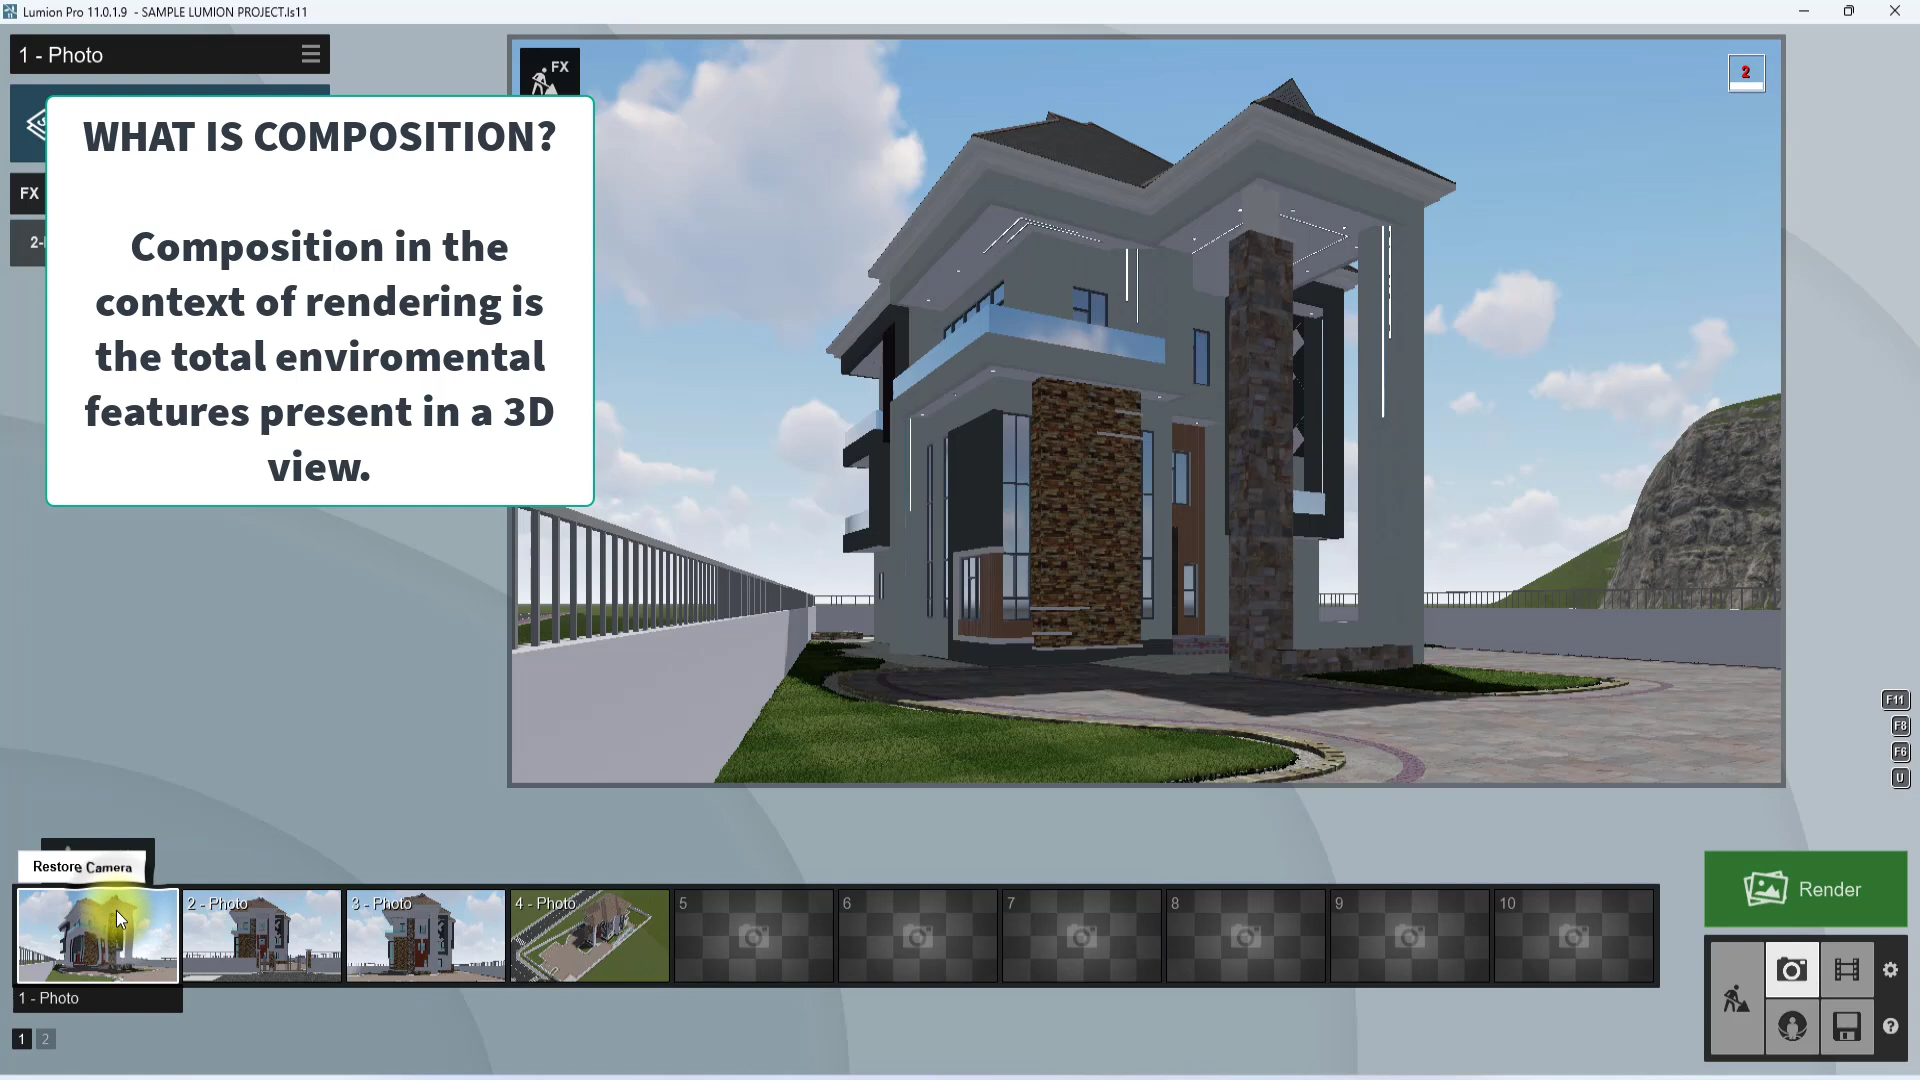 Lumion Pro 11.0.1.9 - SAMPLE LUMION PROJECT.ls11
1 - Photo
FX
2
WHAT IS COMPOSITION?
Composition in the
context of rendering is
the total enviromental
features present in a 3D
view.
FX
2-
F11
F8
F6
U
Restore Camera
2 - Photo
3 - Photo
4 - Photo
5
6
7
8
9
10
1 - Photo
1
2
Render
?